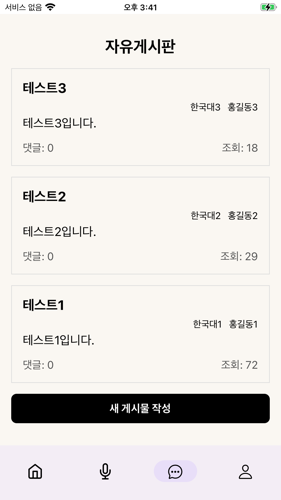 서비스 없음 오후 3:41
자유게시판
테스트3
한국대3 홍길동3
테스트3입니다.
댓글: 0 조회: 18
테스트2
한국대2 홍길동2
테스트2입니다.
댓글: 0 조회: 29
테스트1
한국대1 홍길동1
테스트1입니다.
댓글: 0 조회: 72
새 게시물 작성